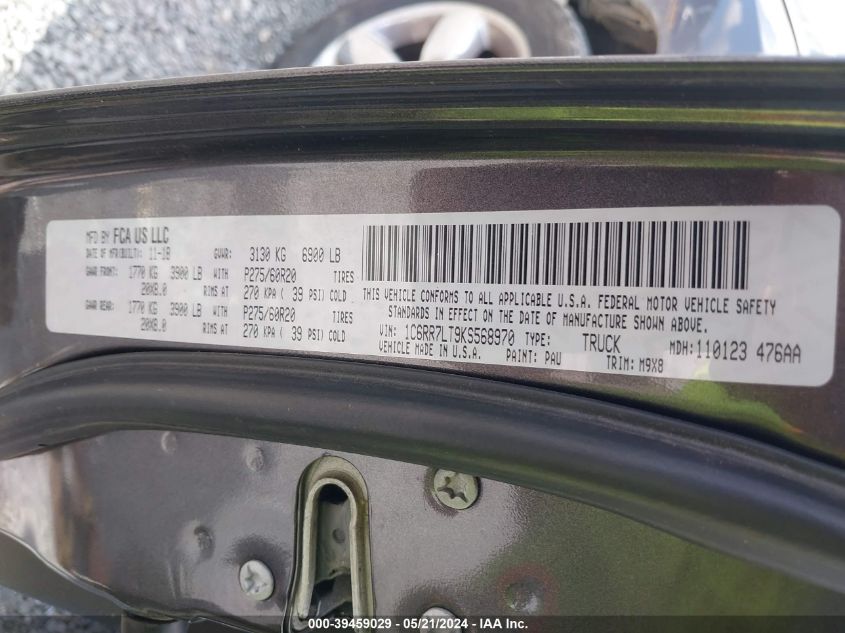 MFD BY FCA US LLC
DATE OF MFR(BUILT): 11-18 GVWR: 3130 KG 6900 LB
GAWR FRONT: 1770 KG 3900 LB WITH P275/60R20 TIRES
20X8.0 RIMS AT 270 KPA ( 39 PSI) COLD
GAWR REAR: 1770 KG 3900 LB WITH P275/60R20 TIRES
20X8.0 RIMS AT 270 KPA ( 39 PSI) COLD
THIS VEHICLE CONFORMS TO ALL APPLICABLE U.S.A. FEDERAL MOTOR VEHICLE SAFETY
STANDARDS IN EFFECT ON THE DATE OF MANUFACTURE SHOWN ABOVE.
VIN: 1C6RR7LT9KS568970 TYPE: TRUCK MDH:110123 476AA
VEHICLE MADE IN U.S.A. PAINT: PAU TRIM: M9X8
000-39459029 - 05/21/2024 - IAA Inc.